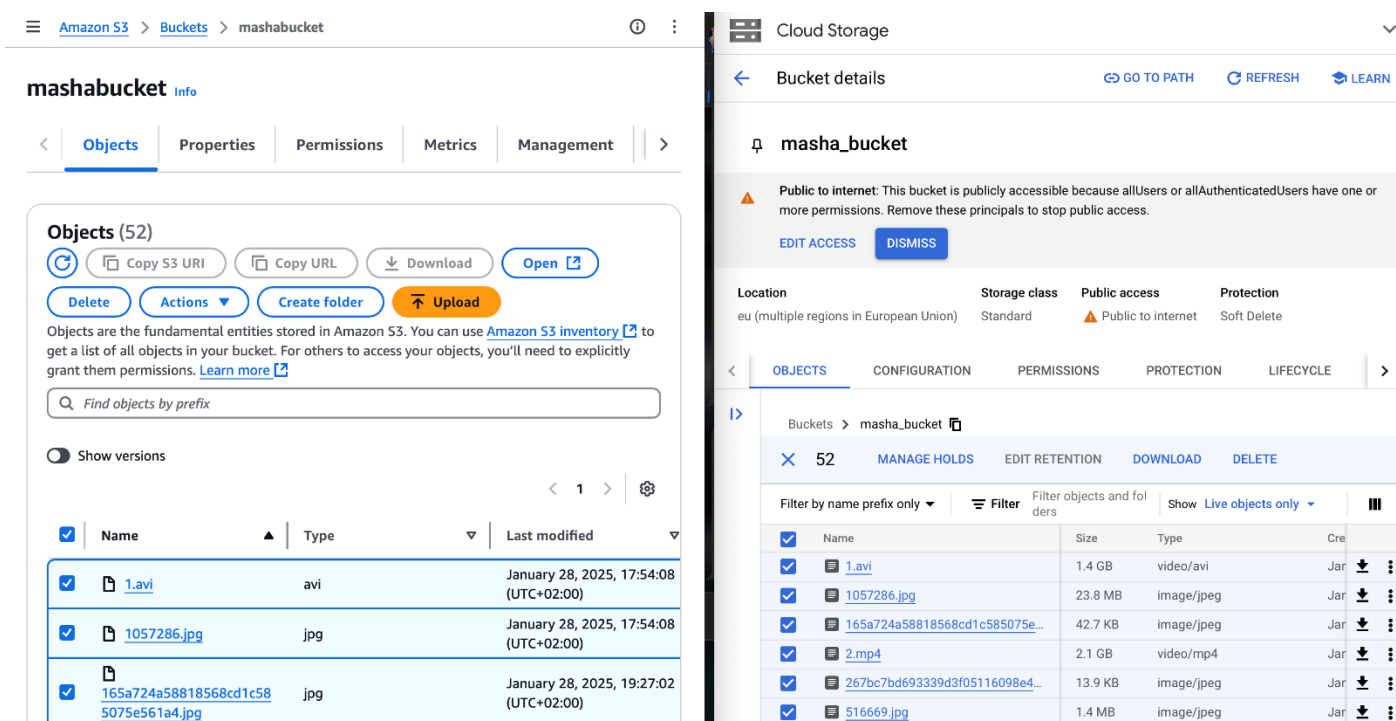 Amazon S3 > Buckets > mashabucket
mashabucket Info
Objects Properties Permissions Metrics Management
Objects (52)
Copy S3 URI Copy URL Download Open
Delete Actions Create folder Upload
Objects are the fundamental entities stored in Amazon S3. You can use Amazon S3 inventory to
get a list of all objects in your bucket. For others to access your objects, you'll need to explicitly
grant them permissions. Learn more
Find objects by prefix
Show versions
1
Name Type Last modified
1.avi avi January 28, 2025, 17:54:08
(UTC+02:00)
1057286.jpg jpg January 28, 2025, 17:54:08
(UTC+02:00)
165a724a58818568cd1c58
5075e561a4.jpg jpg January 28, 2025, 19:27:02
(UTC+02:00)
Cloud Storage
Bucket details GO TO PATH REFRESH LEARN
masha_bucket
Public to internet: This bucket is publicly accessible because allUsers or allAuthenticatedUsers have one or
more permissions. Remove these principals to stop public access.
EDIT ACCESS DISMISS
Location Storage class Public access Protection
eu (multiple regions in European Union) Standard Public to internet Soft Delete
OBJECTS CONFIGURATION PERMISSIONS PROTECTION LIFECYCLE
Buckets > masha_bucket
52 MANAGE HOLDS EDIT RETENTION DOWNLOAD DELETE
Filter by name prefix only Filter Filter objects and fol
ders Show Live objects only
Name Size Type Cre
1.avi 1.4 GB video/avi Jar
1057286.jpg 23.8 MB image/jpeg Jar
165a724a58818568cd1c585075e... 42.7 KB image/jpeg Jar
2.mp4 2.1 GB video/mp4 Jar
267bc7bd693339d3f05116098e4... 13.9 KB image/jpeg Jar
516669.jpg 1.4 MB image/jpeg Jar